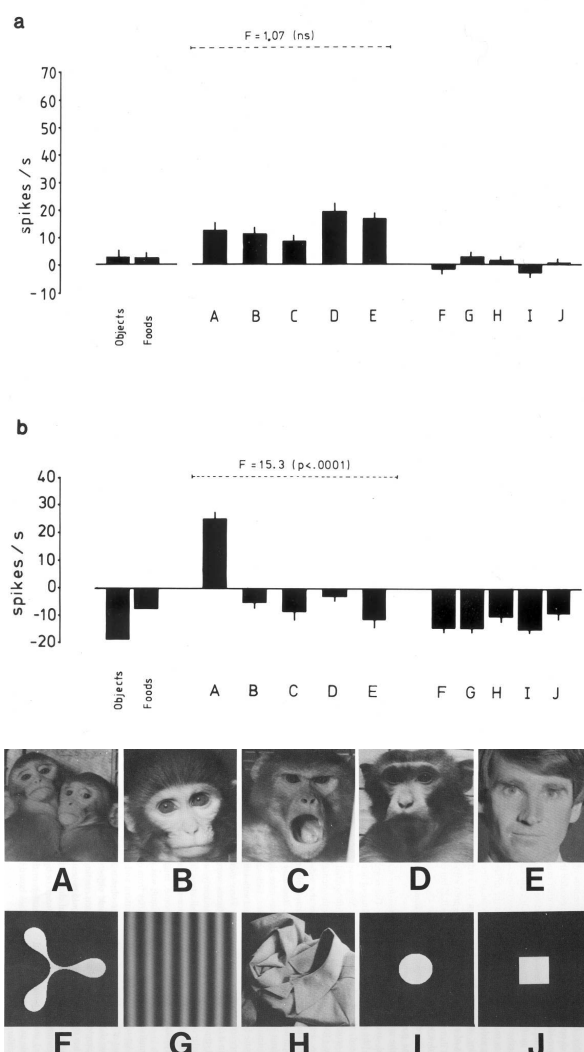 a
F = 1.07 (ns)
70
60
50
40
30
20
10
0
-10
spikes / s
Objects
Foods
A B C D E F G H I J
b
F = 15.3 (p<.0001)
40
30
20
10
0
-10
-20
spikes / s
Objects
Foods
A B C D E F G H I J
A B C D E
F G H I J